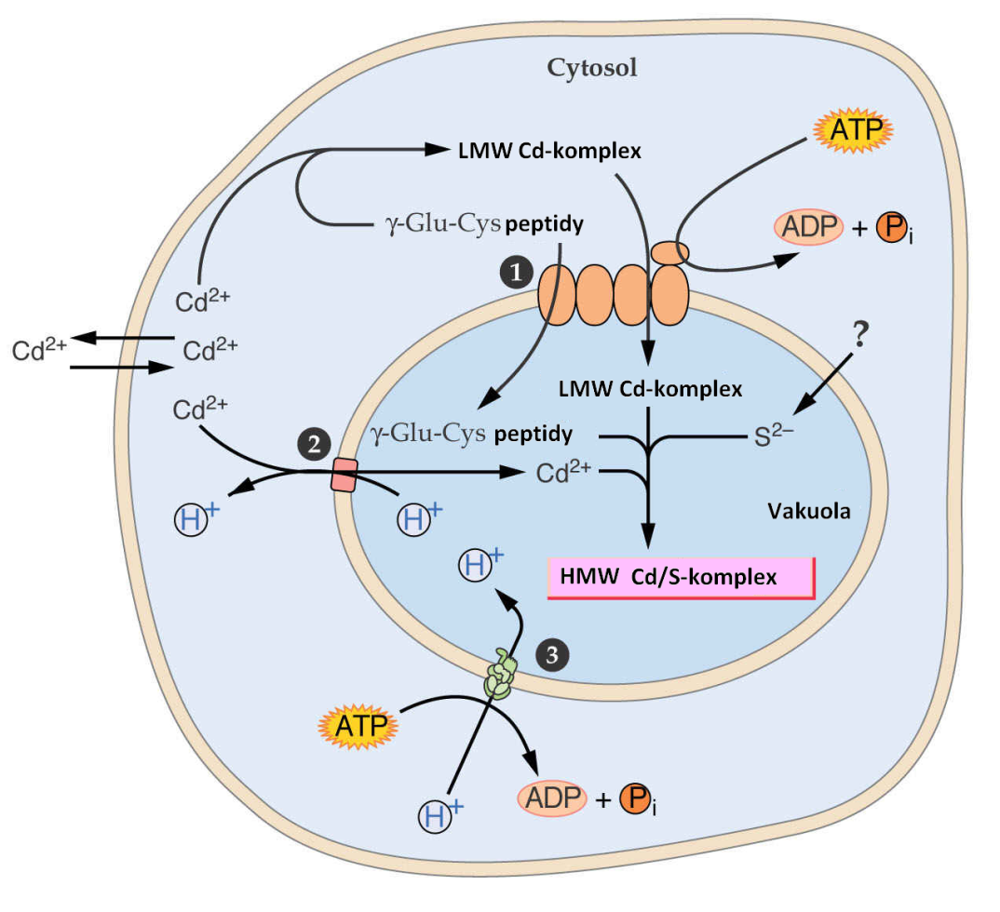 Cytosol
ATP
LMW Cd-komplex
γ-Glu-Cys peptidy
ADP + Pi
1
Cd²⁺
?
Cd²⁺
Cd²⁺
LMW Cd-komplex
Cd²⁺
γ-Glu-Cys peptidy
S²⁻
2
Cd²⁺
Vakuola
H⁺
H⁺
H⁺
HMW Cd/S-komplex
3
ATP
ADP + Pi
H⁺